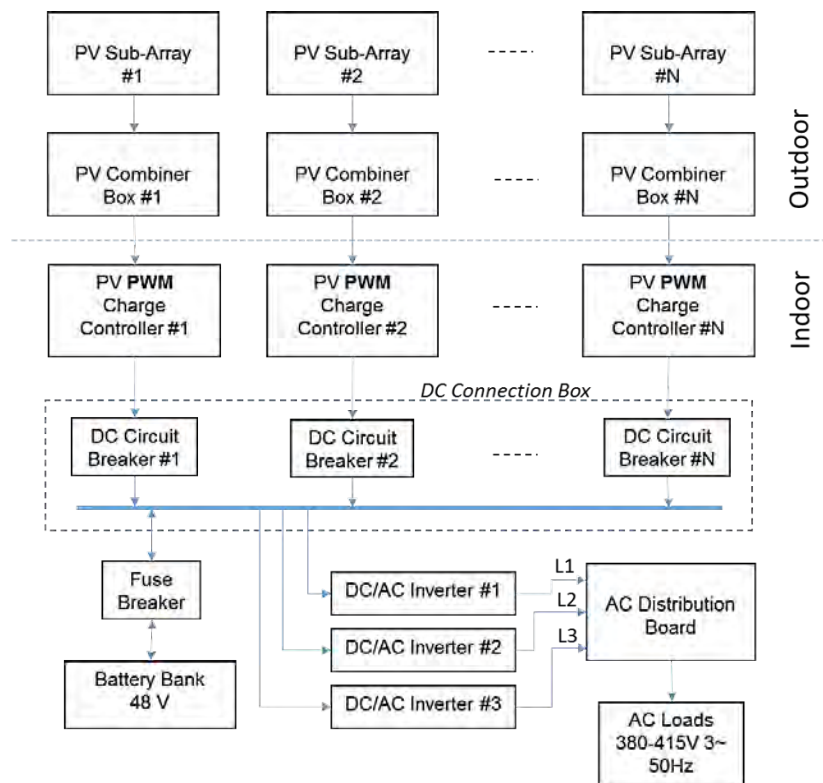 PV Sub-Array
#1
PV Sub-Array
#2
PV Sub-Array
#N
PV Combiner
Box #1
PV Combiner
Box #2
PV Combiner
Box #N
Outdoor
Indoor
PV PWM
Charge
Controller #1
PV PWM
Charge
Controller #2
PV PWM
Charge
Controller #N
DC Connection Box
DC Circuit
Breaker #1
DC Circuit
Breaker #2
DC Circuit
Breaker #N
Fuse
Breaker
Battery Bank
48 V
DC/AC Inverter #1
DC/AC Inverter #2
DC/AC Inverter #3
L1
L2
L3
AC Distribution
Board
AC Loads
380-415V 3~
50Hz